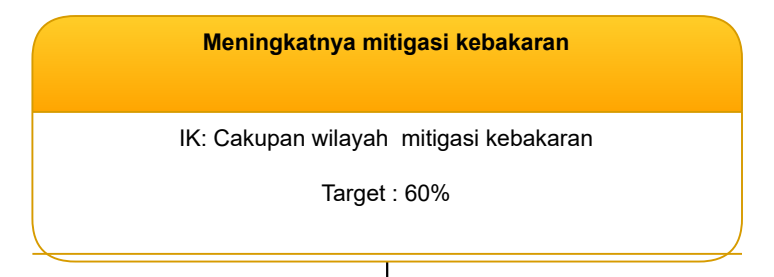 Meningkatnya mitigasi kebakaran
IK: Cakupan wilayah  mitigasi kebakaran
Target : 60%